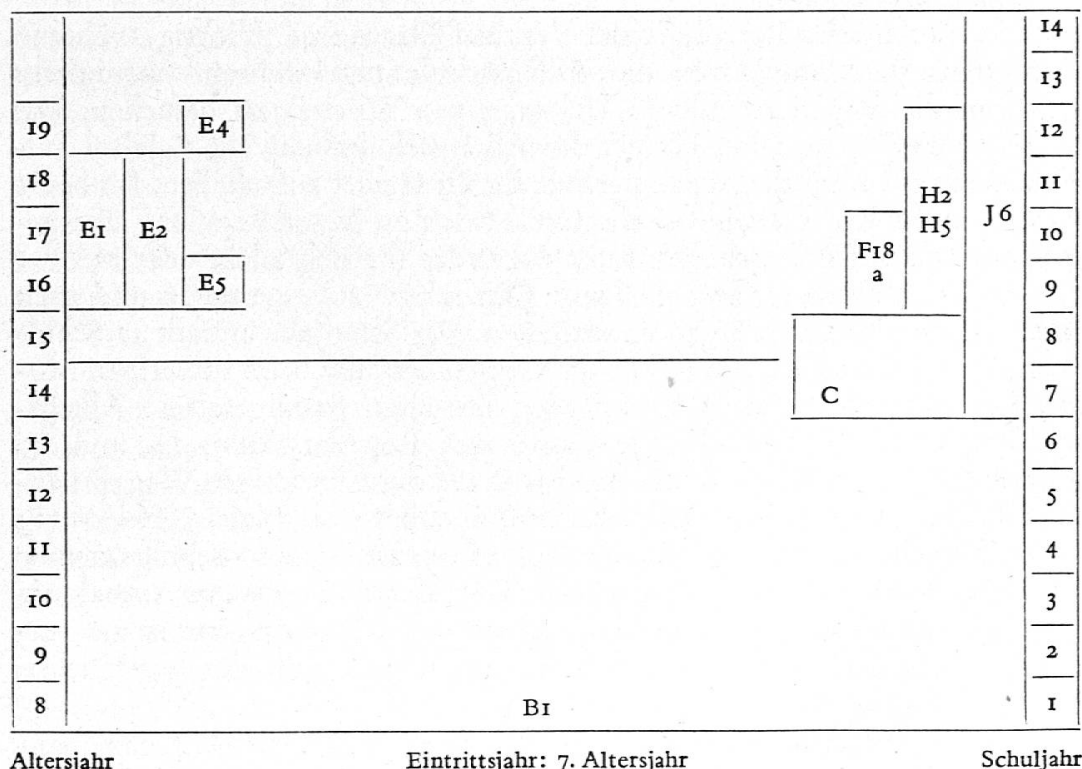 14
13
19 E4 12
18 11
H2
17 E1 E2 H5 J6 10
F18
16 E5 a 9
15 8
14 C 7
13 6
12 5
11 4
10 3
9 2
8 B1 1
Altersjahr Eintrittsjahr: 7. Altersjahr Schuljahr